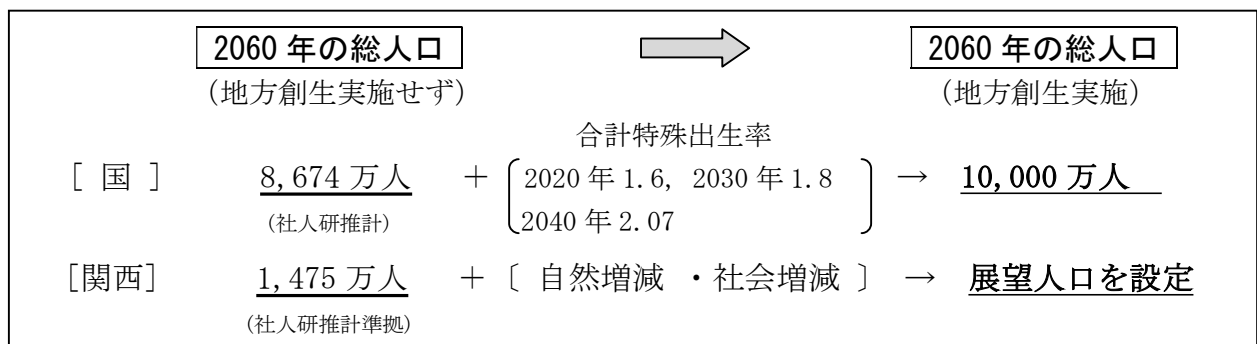 2060 年の総人口 2060 年の総人口
(地方創生実施せず) (地方創生実施)
合計特殊出生率
[ 国 ] 8,674 万人 + 2020 年 1.6, 2030 年 1.8 → 10,000 万人
(社人研推計) 2040 年 2.07
[関西] 1,475 万人 + 〔 自然増減 ・社会増減 〕 → 展望人口を設定
(社人研推計準拠)